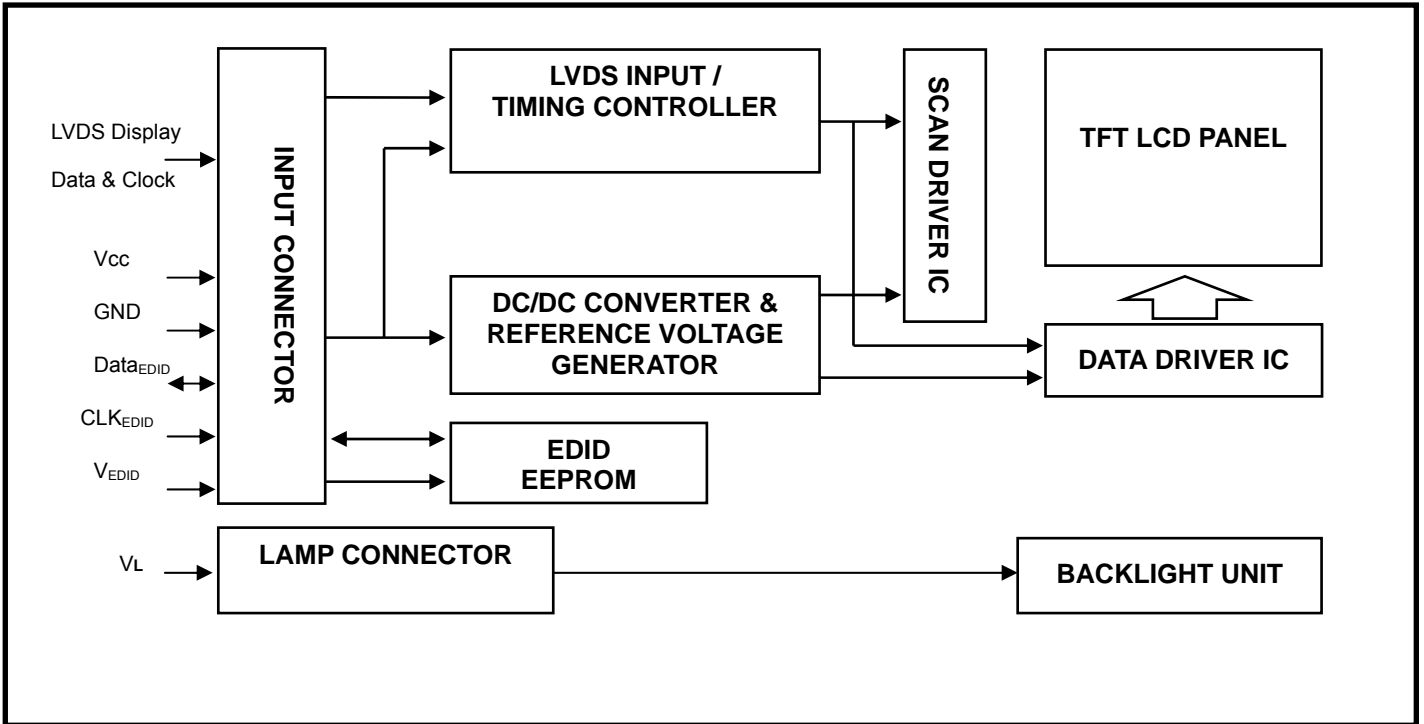 LVDS Display
Data & Clock
Vcc
GND
DataEDID
CLKEDID
VEDID
VL
INPUT CONNECTOR
LVDS INPUT /
TIMING CONTROLLER
DC/DC CONVERTER &
REFERENCE VOLTAGE
GENERATOR
EDID
EEPROM
LAMP CONNECTOR
SCAN DRIVER IC
TFT LCD PANEL
DATA DRIVER IC
BACKLIGHT UNIT